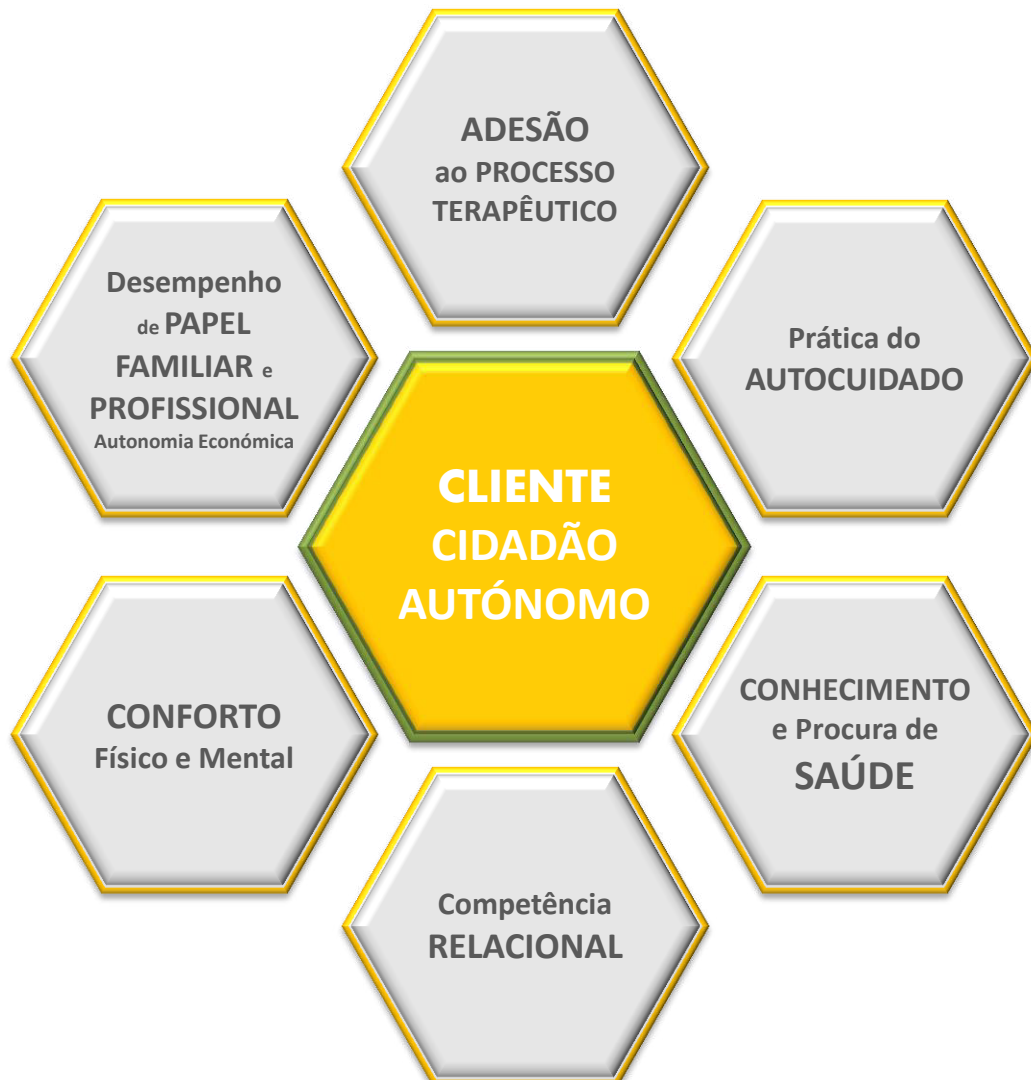 ADESÃO
ao PROCESSO
TERAPÊUTICO
Desempenho
de PAPEL
FAMILIAR e
PROFISSIONAL
Autonomia Económica
Prática do
AUTOCUIDADO
CLIENTE
CIDADÃO
AUTÓNOMO
CONFORTO
Físico e Mental
CONHECIMENTO
e Procura de
SAÚDE
Competência
RELACIONAL